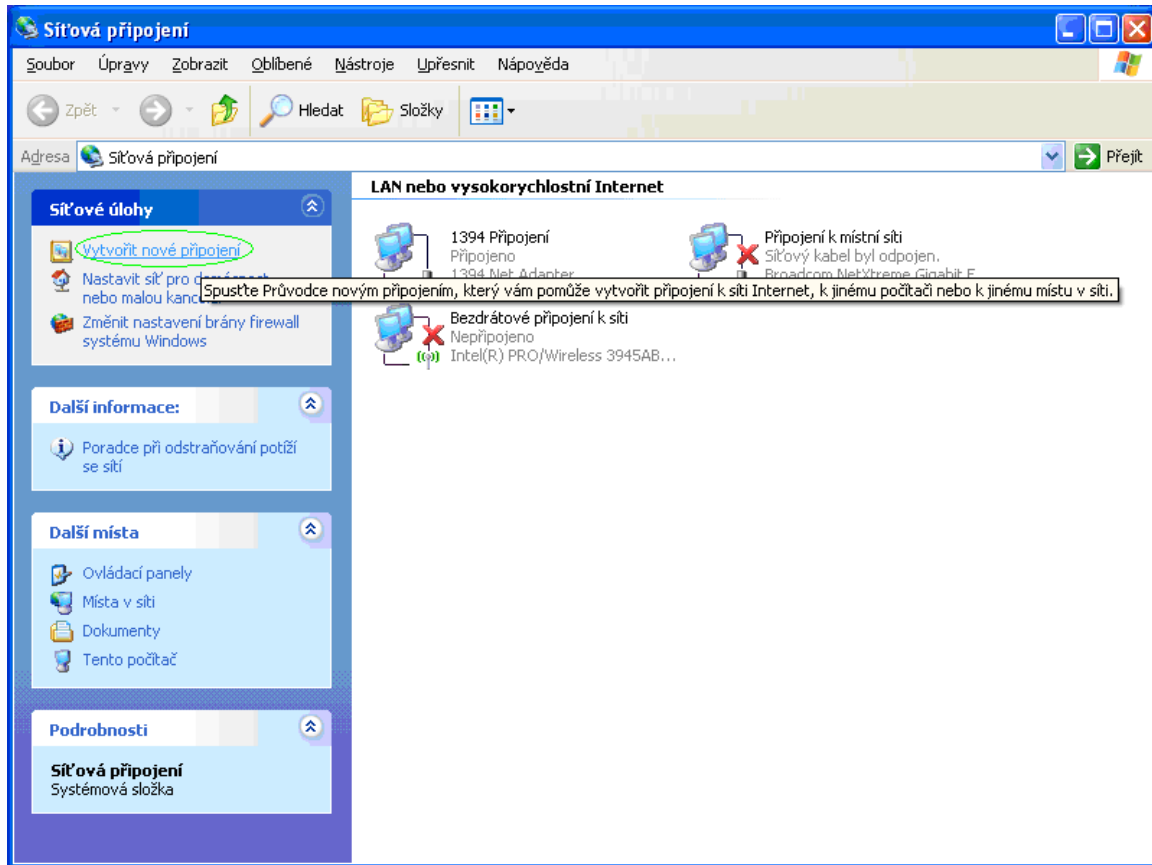 Síťová připojení
Soubor Úpravy Zobrazit Oblíbené Nástroje Upřesnit Nápověda
Zpět Hledat Složky
Adresa Síťová připojení Přejít
Síťové úlohy
Vytvořit nové připojení
Nastavit síť pro
nebo malou
Změnit nastavení brány firewall
systému Windows
Další informace:
Poradce při odstraňování potíží
se sítí
Další místa
Ovládací panely
Místa v síti
Dokumenty
Tento počítač
Podrobnosti
Síťová připojení
Systémová složka
LAN nebo vysokorychlostní Internet
1394 Připojení
Připojeno
1394 Net Adapter
Připojení k místní síti
Síťový kabel byl odpojen.
Broadcom NetXtreme Gigabit E
Spusťte Průvodce novým připojením, který vám pomůže vytvořit připojení k síti Internet, k jinému počítači nebo k jinému místu v síti.
Bezdrátové připojení k síti
Nepřipojeno
Intel(R) PRO/Wireless 3945AB...